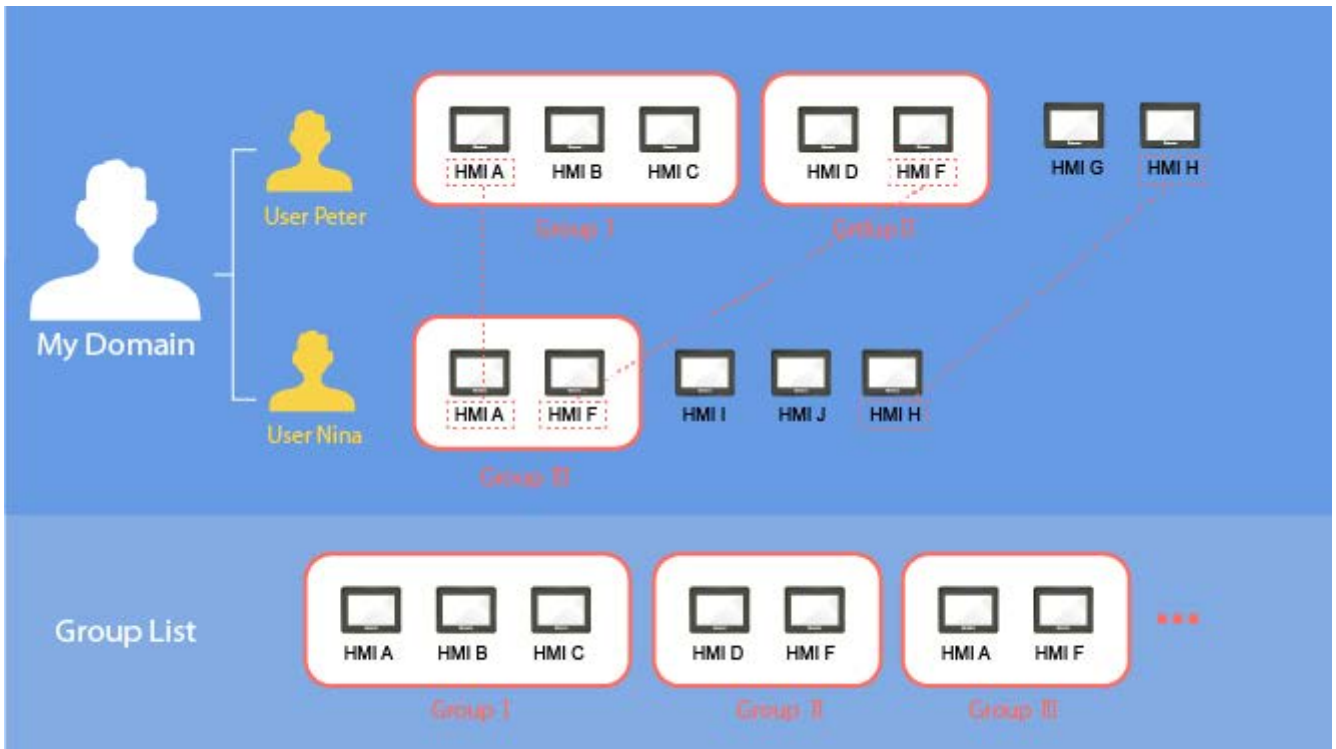 HMI A HMI B HMI C HMI D HMI F HMI G HMI H
User Peter
Group I Group II
My Domain
HMI A HMI F HMI I HMI J HMI H
User Nina
Group III
Group List
HMI A HMI B HMI C HMI D HMI F HMI A HMI F
Group I Group II Group III